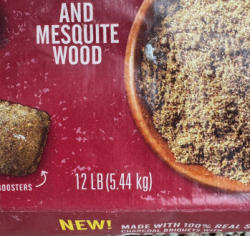 AND
MESQUITE
WOOD
BOOSTERS
12 LB (5.44 kg)
NEW!
MADE WITH 100% REAL
CHARCOAL BRIQUETS WITH